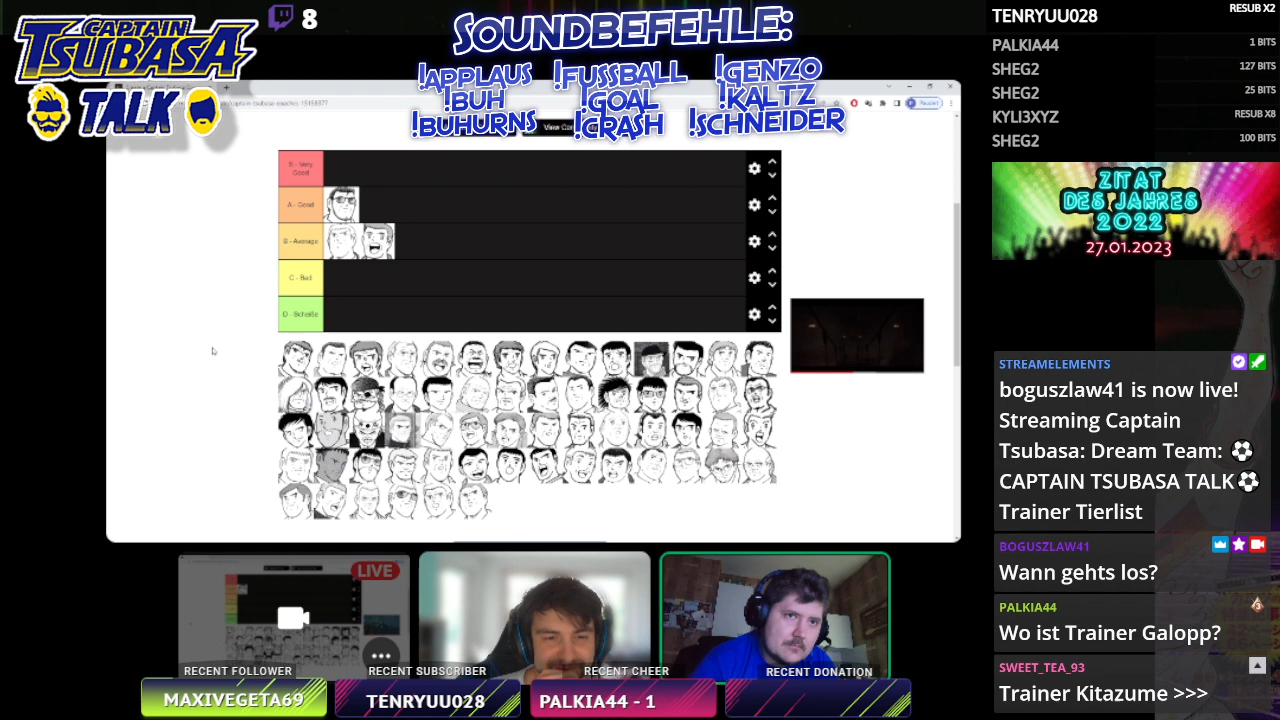 CAPTAIN
TSUBASA
TALK
8
SOUNDBEFEHLE:
!APPLAUS !FUSSBALL !GENZO
!BUH !GOAL !KALTZ
!BUHURNS !CRASH !SCHNEIDER
TENRYUU028 RESUB X2
PALKIA44 1 BITS
SHEG2 127 BITS
SHEG2 25 BITS
KYLI3XYZ RESUB X8
SHEG2 100 BITS
ZITAT
DES JAHRES
2022
27.01.2023
S - Very
Good
A - Good
B - Average
C - Bad
D - Scheiße
STREAMELEMENTS
boguszlaw41 is now live!
Streaming Captain
Tsubasa: Dream Team:
CAPTAIN TSUBASA TALK
Trainer Tierlist
BOGUSZLAW41
Wann gehts los?
PALKIA44
Wo ist Trainer Galopp?
SWEET_TEA_93
Trainer Kitazume >>>
LIVE
RECENT FOLLOWER
RECENT SUBSCRIBER
RECENT CHEER
RECENT DONATION
MAXIVEGETA69
TENRYUU028
PALKIA44 - 1